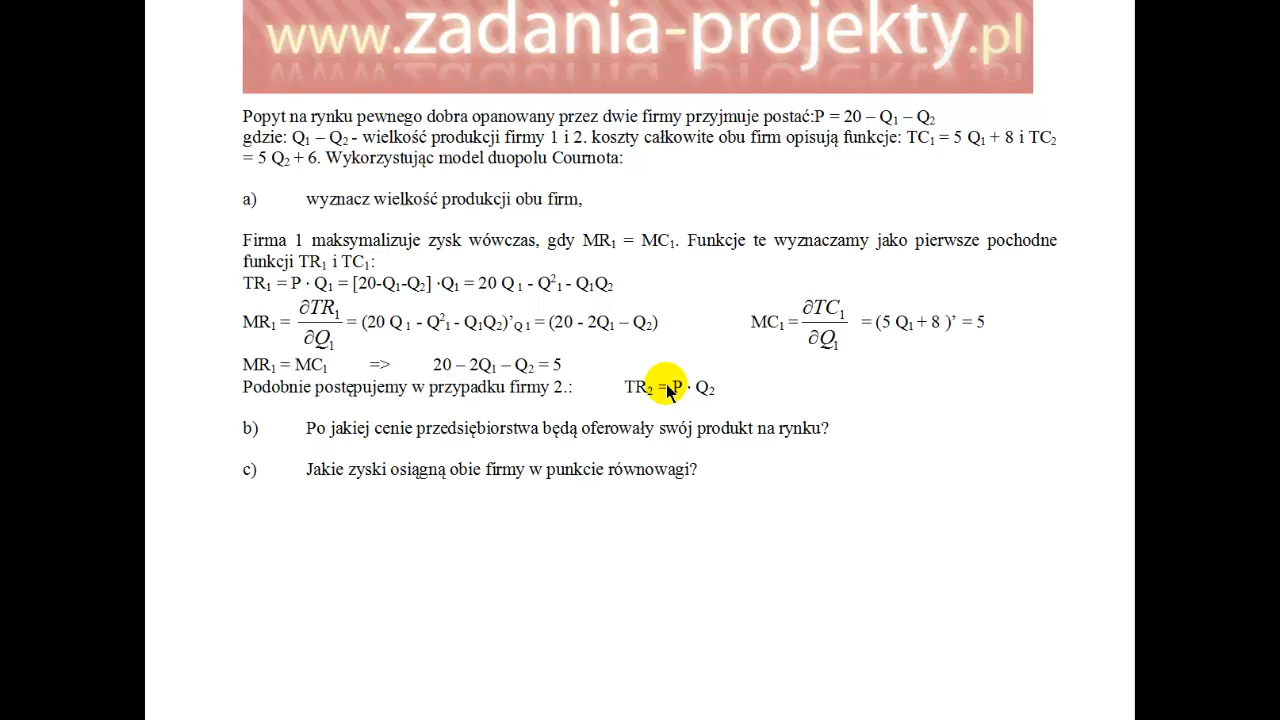 www.zadania-projekty.pl
Popyt na rynku pewnego dobra opanowany przez dwie firmy przyjmuje postać:P = 20 – Q₁ – Q₂
gdzie: Q₁ – Q₂ - wielkość produkcji firmy 1 i 2. koszty całkowite obu firm opisują funkcje: TC₁ = 5 Q₁ + 8 i TC₂
= 5 Q₂ + 6. Wykorzystując model duopolu Cournota:
a) wyznacz wielkość produkcji obu firm,
Firma 1 maksymalizuje zysk wówczas, gdy MR₁ = MC₁. Funkcje te wyznaczamy jako pierwsze pochodne
funkcji TR₁ i TC₁:
TR₁ = P · Q₁ = [20-Q₁-Q₂] ·Q₁ = 20 Q ₁ - Q²₁ - Q₁Q₂
MR₁ = ∂TR₁/∂Q₁ = (20 Q ₁ - Q²₁ - Q₁Q₂)’Q 1 = (20 - 2Q₁ – Q₂) MC₁ = ∂TC₁/∂Q₁ = (5 Q₁ + 8 )’ = 5
MR₁ = MC₁ => 20 – 2Q₁ – Q₂ = 5
Podobnie postępujemy w przypadku firmy 2.: TR₂ = P · Q₂
b) Po jakiej cenie przedsiębiorstwa będą oferowały swój produkt na rynku?
c) Jakie zyski osiągną obie firmy w punkcie równowagi?